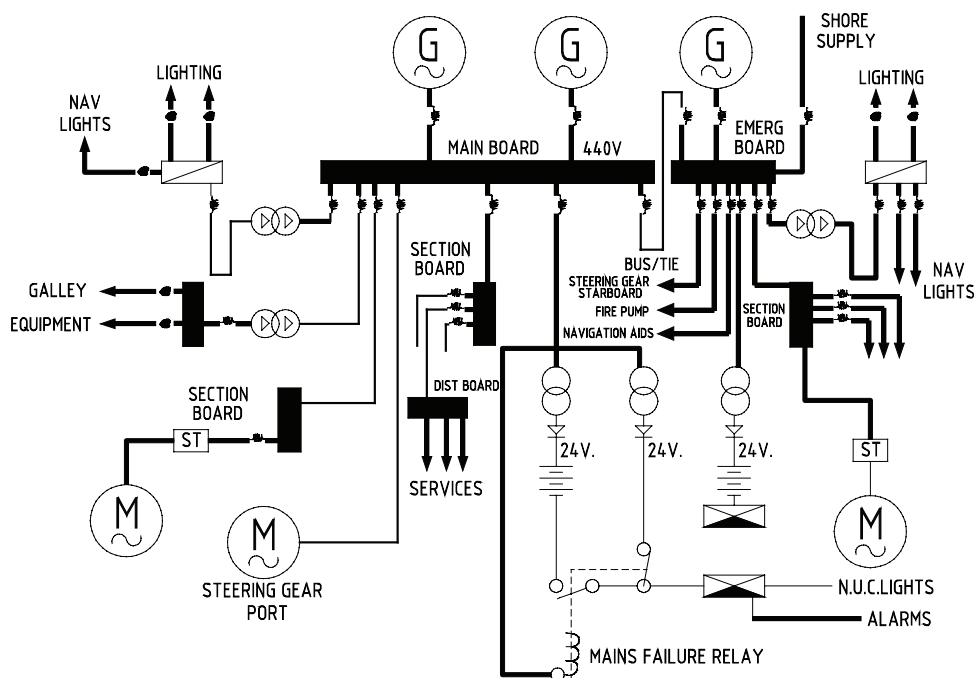 G
G
G
SHORE
SUPPLY
LIGHTING
NAV
LIGHTS
MAIN BOARD
440V
EMERG
BOARD
LIGHTING
SECTION
BOARD
BUS/TIE
NAV
LIGHTS
GALLEY
EQUIPMENT
STEERING GEAR
STARBOARD
FIRE PUMP
NAVIGATION AIDS
SECTION
BOARD
SECTION
BOARD
DIST BOARD
ST
24V.
24V.
24V.
ST
SERVICES
M
M
M
STEERING GEAR
PORT
N.U.C.LIGHTS
ALARMS
MAINS FAILURE RELAY